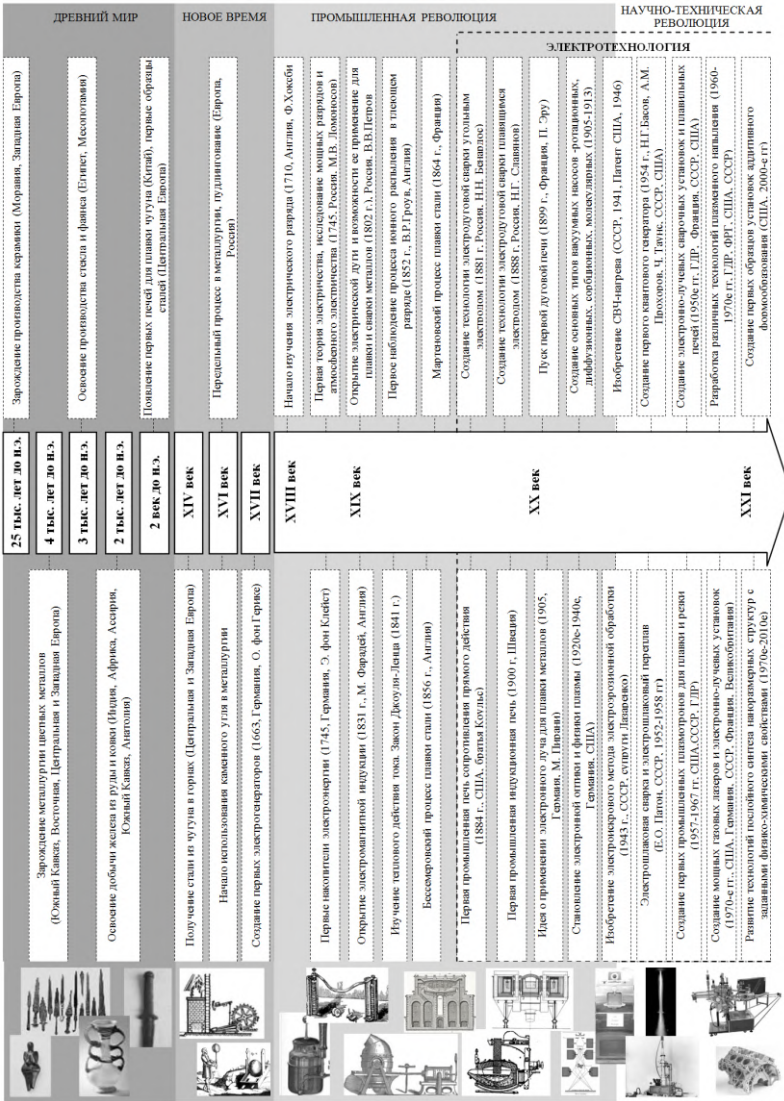 ДРЕВНИЙ МИР
НОВОЕ ВРЕМЯ
ПРОМЫШЛЕННАЯ РЕВОЛЮЦИЯ
НАУЧНО-ТЕХНИЧЕСКАЯ
РЕВОЛЮЦИЯ
ЭЛЕКТРОТЕХНОЛОГИЯ
Зарождение производства керамики (Моравия, Западная Европа)
Освоение производства стекла и фаянса (Египет, Месопотамия)
Появление первых печей для плавки чугуна (Китай), первые образцы
сталей (Центральная Европа)
Передельный процесс в металлургии, пудлингование (Европа,
Россия)
Начало изучения электрического разряда (1710, Англия, Ф.Хоксби
Первая теория электричества, исследование мощных разрядов и
атмосферного электричества (1745, Россия, М.В. Ломоносов)
Открытие электрической дуги и возможности ее применение для
плавки и сварки металлов (1802 г.), Россия, В.В.Петров
Первое наблюдение процесса ионного распыления в тлеющем
разряде (1852 г., В.Р.Гроув, Англия)
Мартеновский процесс плавки стали (1864 г., Франция)
Создание технологии электродуговой сварки угольным
электродом (1881 г, Россия, Н.Н. Бенардос)
Создание технологии электродуговой сварки плавящимся
электродом (1888 г, Россия, Н.Г. Славянов)
Пуск первой дуговой печи (1899 г., Франция, П. Эру)
Создание основных типов вакуумных насосов -ротационных,
диффузионных, сорбционных, молекулярных (1905-1913)
Изобретение СВЧ-нагрева (СССР, 1941, Патент США, 1946)
Создание первого квантового генератора (1954 г., Н.Г.Басов, А.М.
Прохоров, Ч. Таунс, СССР, США)
Создание электронно-лучевых сварочных установок и плавильных
печей (1950е гг, ГДР, Франция, СССР, США)
Разработка различных технологий плазменного напыления (1960-
1970е гг, ГДР, ФРГ, США, СССР)
Создание первых образцов установок аддитивного
формообразования (США, 2000-е гг)
25 тыс. лет до н.э.
4 тыс. лет до н.э.
3 тыс. лет до н.э.
2 тыс. лет до н.э.
2 век до н.э.
XIV век
XVI век
XVII век
XVIII век
XIX век
XX век
XXI век
Зарождение металлургии цветных металлов
(Южный Кавказ, Восточная, Центральная и Западная Европа)
Освоение добычи железа из руды и ковки (Индия, Африка, Ассирия,
Южный Кавказ, Анатолия)
Получение стали из чугуна в горнах (Центральная и Западная Европа)
Начало использования каменного угля в металлургии
Создание первых электрогенераторов (1663, Германия, О. фон Герике)
Первые накопители электроэнергии (1745, Германия, Э. фон Клейст)
Открытие электромагнитной индукции (1831 г., М. Фарадей, Англия)
Изучение теплового действия тока. Закон Джоуля-Ленца (1841 г.)
Бессемеровский процесс плавки стали (1856 г., Англия)
Первая промышленная печь сопротивления прямого действия
(1884 г., США, братья Коульс)
Первая промышленная индукционная печь (1900 г, Швеция)
Идея о применении электронного луча для плавки металлов (1905,
Германия, М. Пирани)
Становление электронной оптики и физики плазмы (1920е-1940е,
Германия, США)
Изобретение электроискрового метода электроэрозионной обработки
(1943 г., СССР, супруги Лазаренко)
Электрошлаковая сварка и электрошлаковый переплав
(Е.О. Патон, СССР, 1952-1958 гг)
Создание первых промышленных плазмотронов для плавки и резки
(1957-1967 гг, США,СССР, ГДР)
Создание мощных газовых лазеров и электронно-лучевых установок
(1970-е гг, США, Германия, СССР, Франция, Великобритания)
Развитие технологий послойного синтеза наноразмерных структур с
заданными физико-химическими свойствами (1970е-2010е)